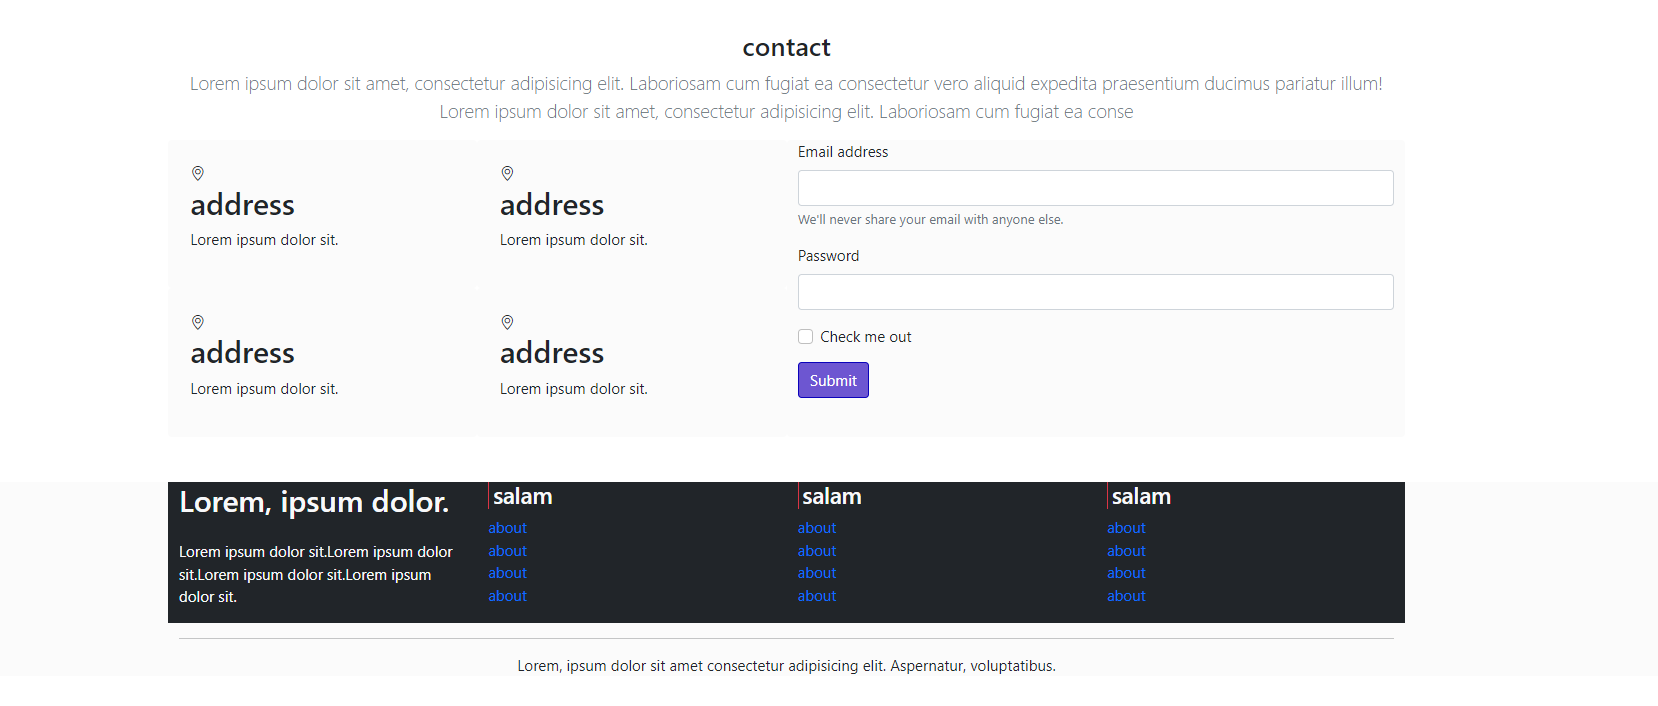 contact
Lorem ipsum dolor sit amet, consectetur adipisicing elit. Laboriosam cum fugiat ea consectetur vero aliquid expedita praesentium ducimus pariatur illum!
Lorem ipsum dolor sit amet, consectetur adipisicing elit. Laboriosam cum fugiat ea conse
address
Lorem ipsum dolor sit.
address
Lorem ipsum dolor sit.
address
Lorem ipsum dolor sit.
address
Lorem ipsum dolor sit.
Email address
We'll never share your email with anyone else.
Password
Check me out
Submit
Lorem, ipsum dolor.
Lorem ipsum dolor sit.Lorem ipsum dolor
sit.Lorem ipsum dolor sit.Lorem ipsum
dolor sit.
salam
about
about
about
about
salam
about
about
about
about
salam
about
about
about
about
Lorem, ipsum dolor sit amet consectetur adipisicing elit. Aspernatur, voluptatibus.